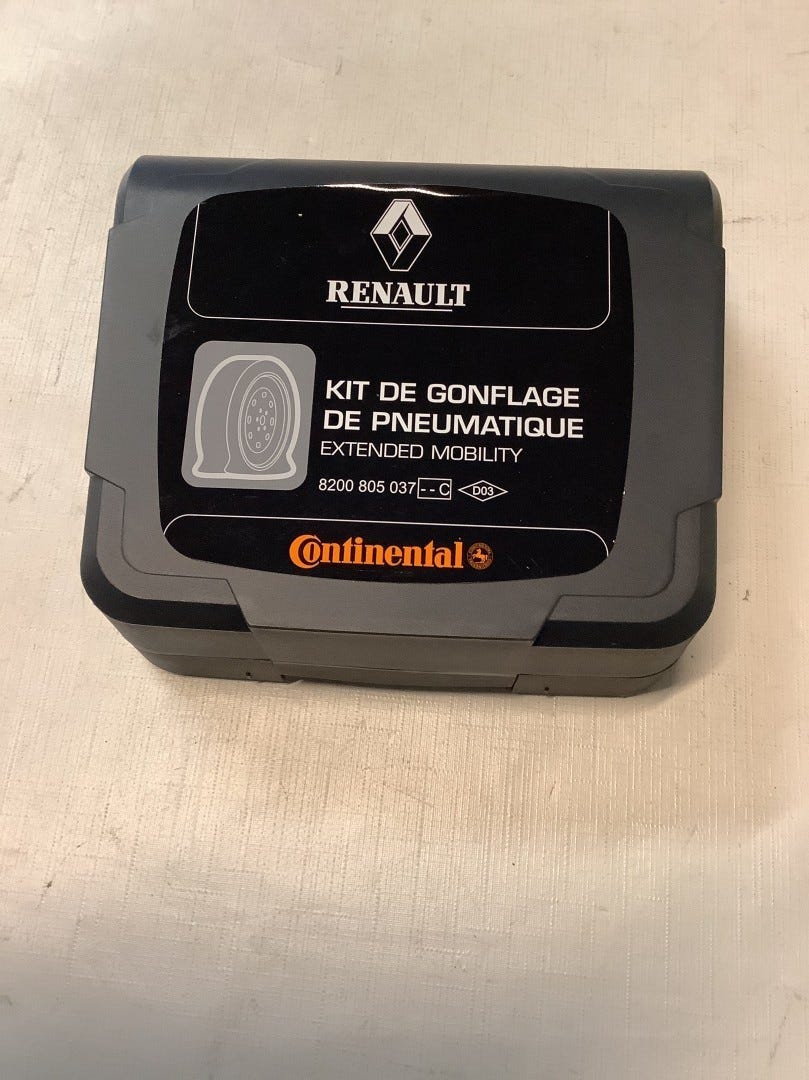 RENAULT
KIT DE GONFLAGE
DE PNEUMATIQUE
EXTENDED MOBILITY
8200 805 037 --C D03
Continental